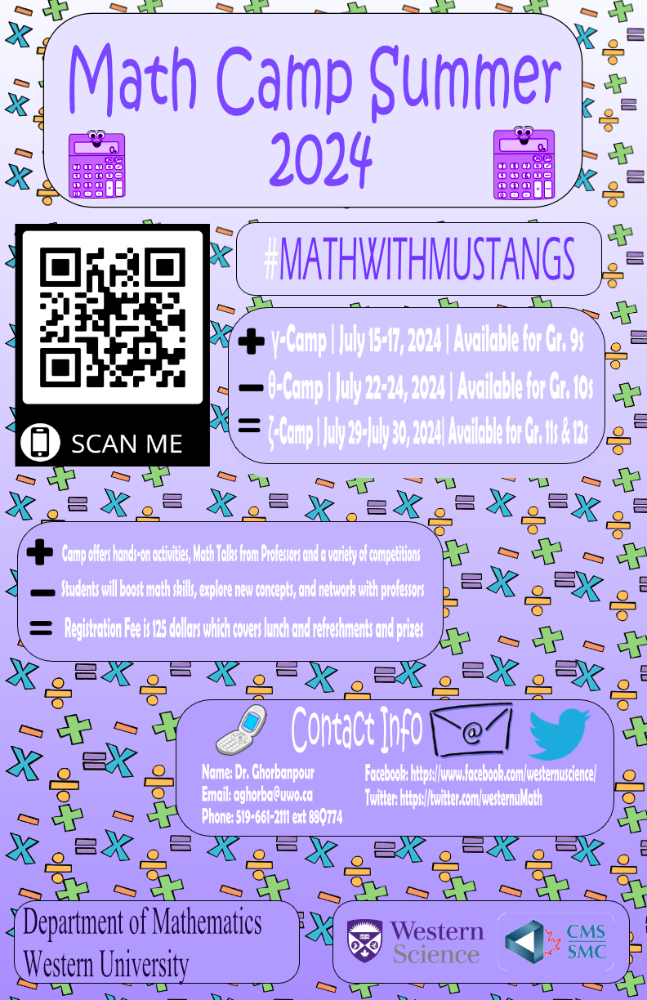 Math Camp Summer
2024
#MATHWITHMUSTANGS
SCAN ME
+ γ-Camp | July 15-17, 2024 | Available for Gr. 9s
- θ-Camp | July 22-24, 2024 | Available for Gr. 10s
= ζ-Camp | July 29-July 30, 2024| Available for Gr. 11s & 12s
+ Camp offers hands-on activities, Math Talks from Professors and a variety of competitions
- Students will boost math skills, explore new concepts, and network with professors
= Registration Fee is 125 dollars which covers lunch and refreshments and prizes
Contact Info
Name: Dr. Ghorbanpour
Email: aghorba@uwo.ca
Phone: 519-661-2111 ext 88Q774
Facebook: https://www.facebook.com/westernuscience/
Twitter: https://twitter.com/westernuMath
Department of Mathematics
Western University
Western
Science
CMS
SMC